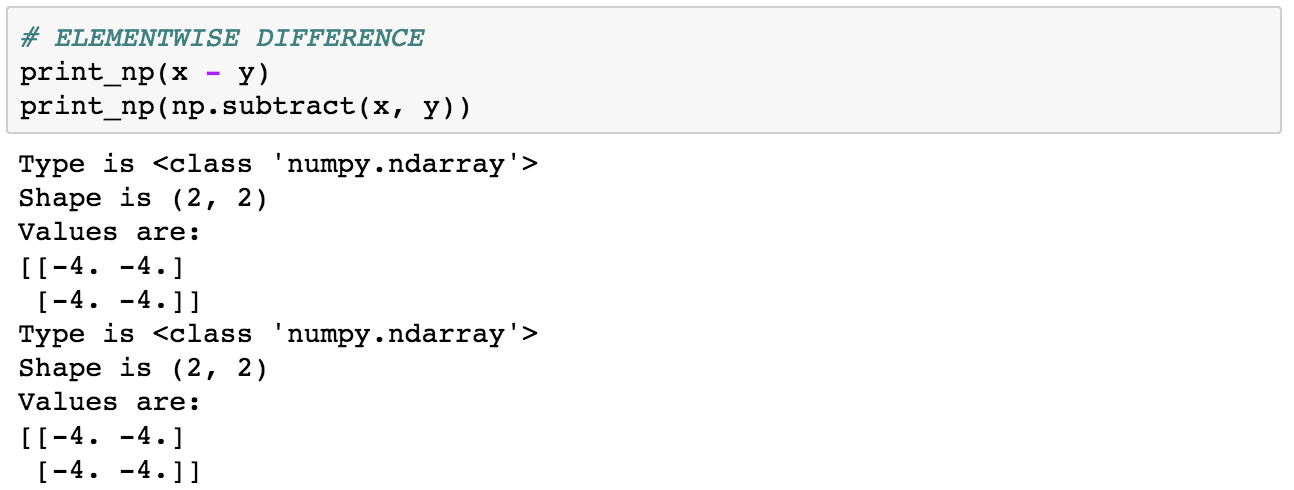 # ELEMENTWISE DIFFERENCE
print_np(x - y)
print_np(np.subtract(x, y))
Type is <class 'numpy.ndarray'>
Shape is (2, 2)
Values are:
[[-4. -4.]
 [-4. -4.]]
Type is <class 'numpy.ndarray'>
Shape is (2, 2)
Values are:
[[-4. -4.]
 [-4. -4.]]